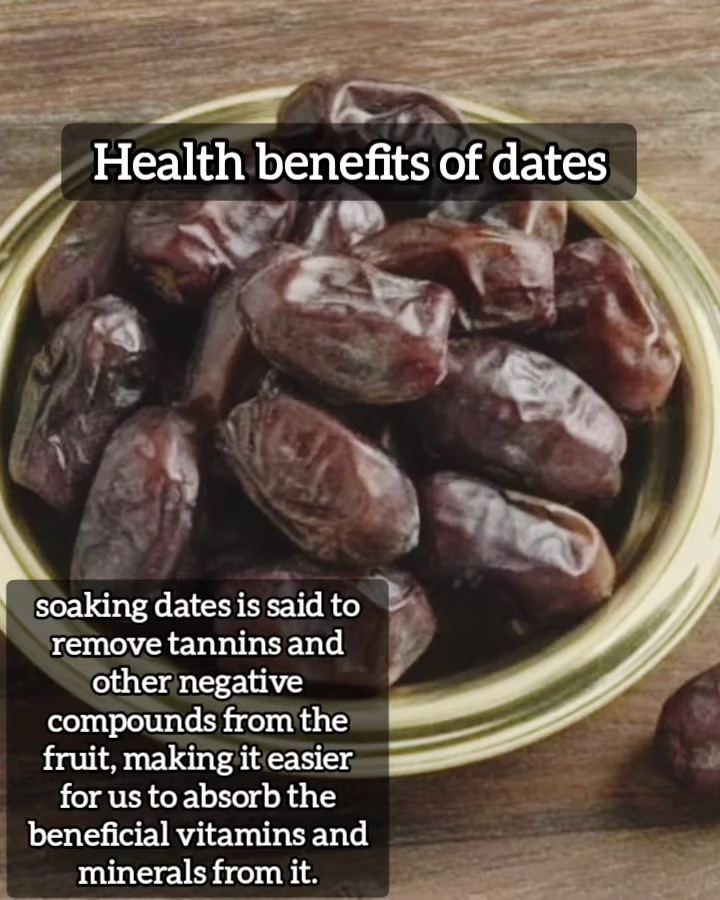 Health benefits of dates
soaking dates is said to
remove tannins and
other negative
compounds from the
fruit, making it easier
for us to absorb the
beneficial vitamins and
minerals from it.